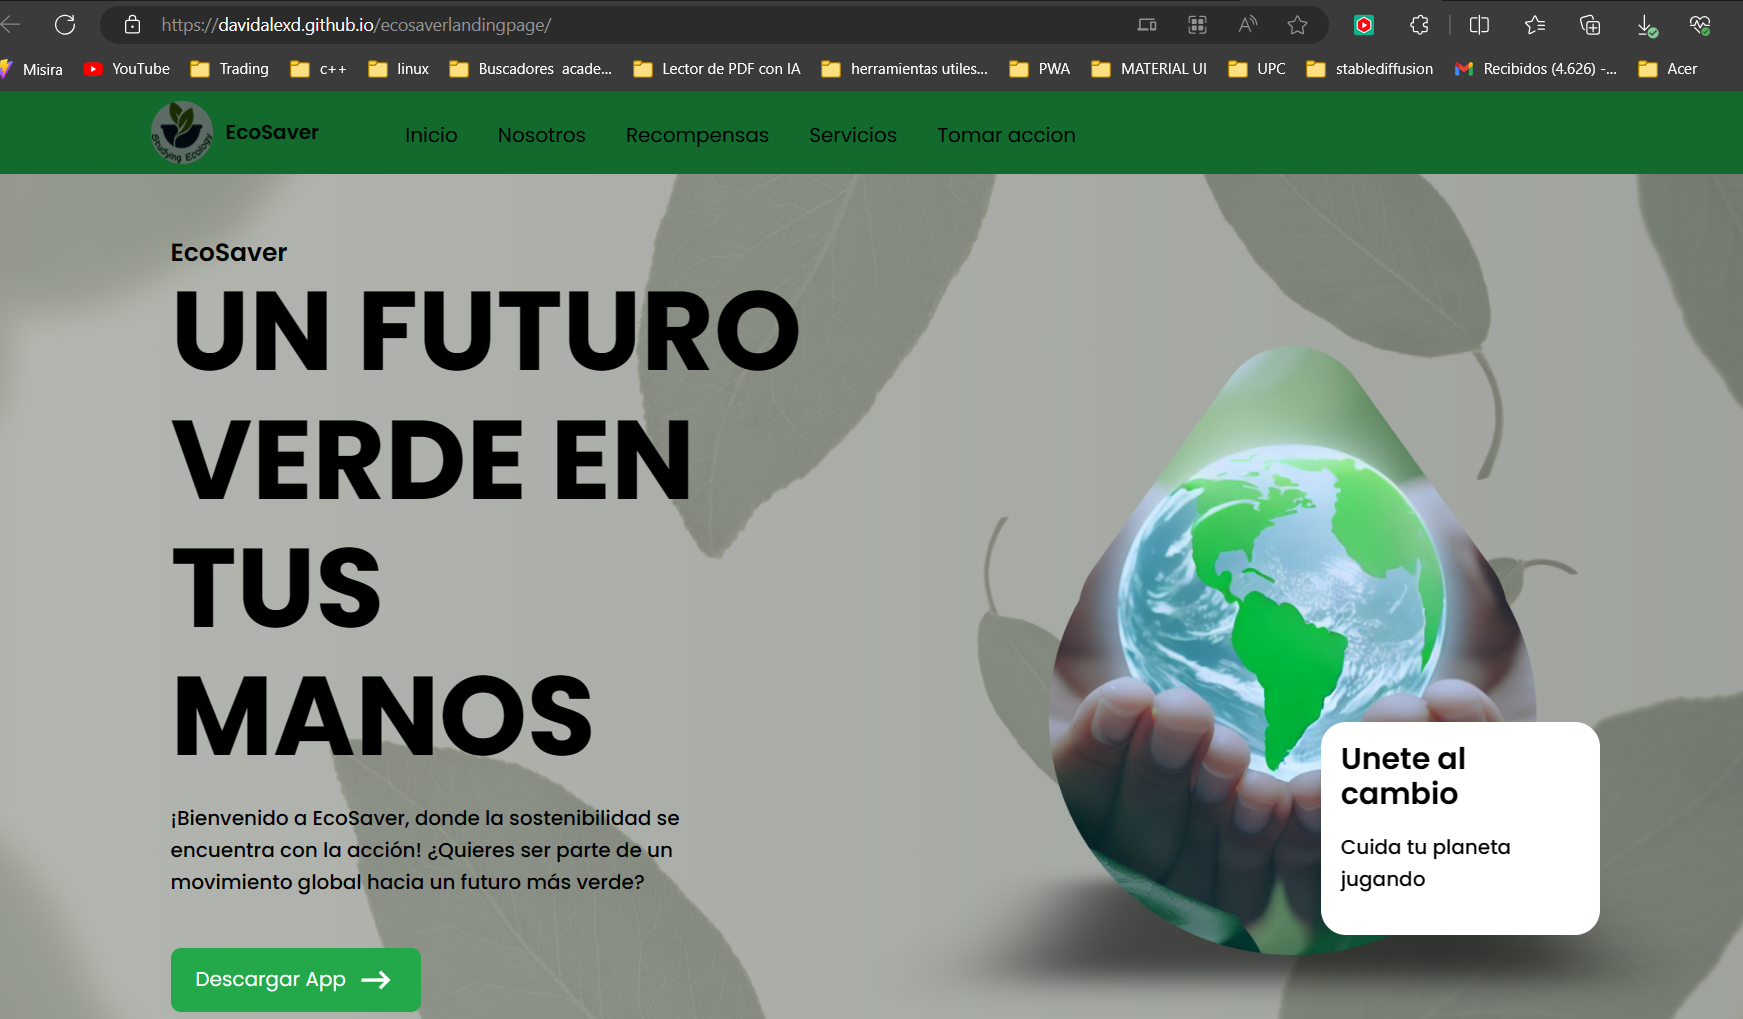 https://davidalexd.github.io/ecosaverlandingpage/
Misira YouTube Trading c++ linux Buscadores acade... Lector de PDF con IA herramientas utiles... PWA MATERIAL UI UPC stablediffusion Recibidos (4.626) -... Acer
Studying Ecology
EcoSaver Inicio Nosotros Recompensas Servicios Tomar accion
EcoSaver
UN FUTURO
VERDE EN
TUS
MANOS
¡Bienvenido a EcoSaver, donde la sostenibilidad se
encuentra con la acción! ¿Quieres ser parte de un
movimiento global hacia un futuro más verde?
Descargar App
Unete al
cambio
Cuida tu planeta
jugando